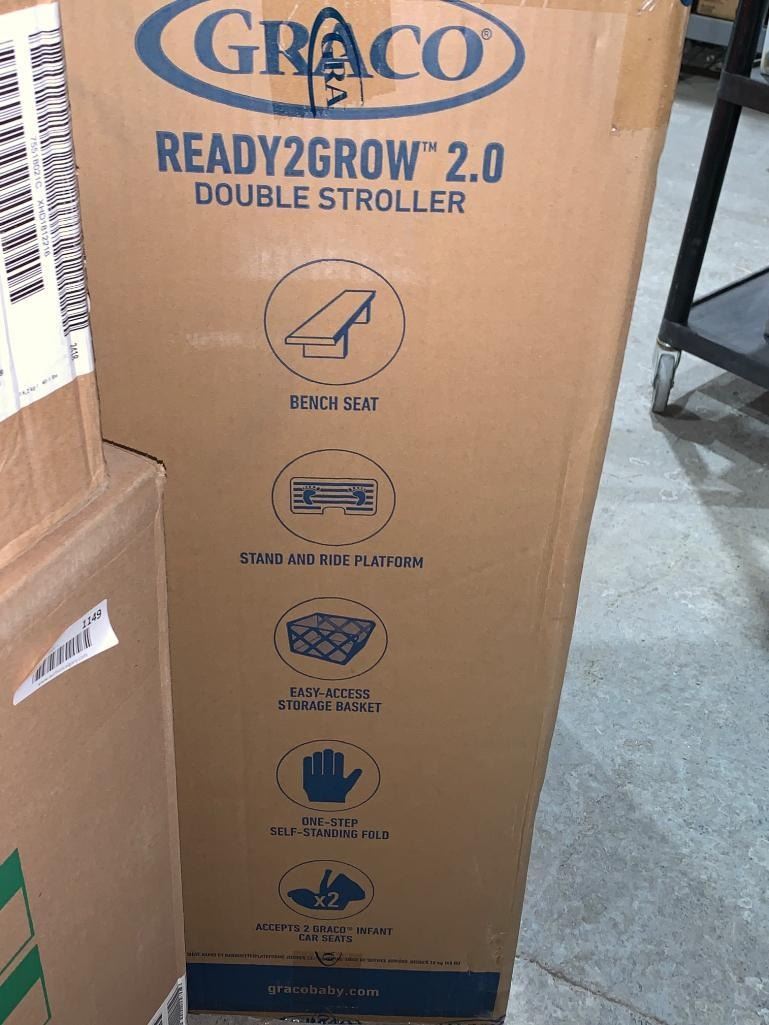 GRACO®
READY2GROW™ 2.0
DOUBLE STROLLER
BENCH SEAT
STAND AND RIDE PLATFORM
EASY-ACCESS
STORAGE BASKET
ONE-STEP
SELF-STANDING FOLD
x2
ACCEPTS 2 GRACO® INFANT
CAR SEATS
gracobaby.com
1149